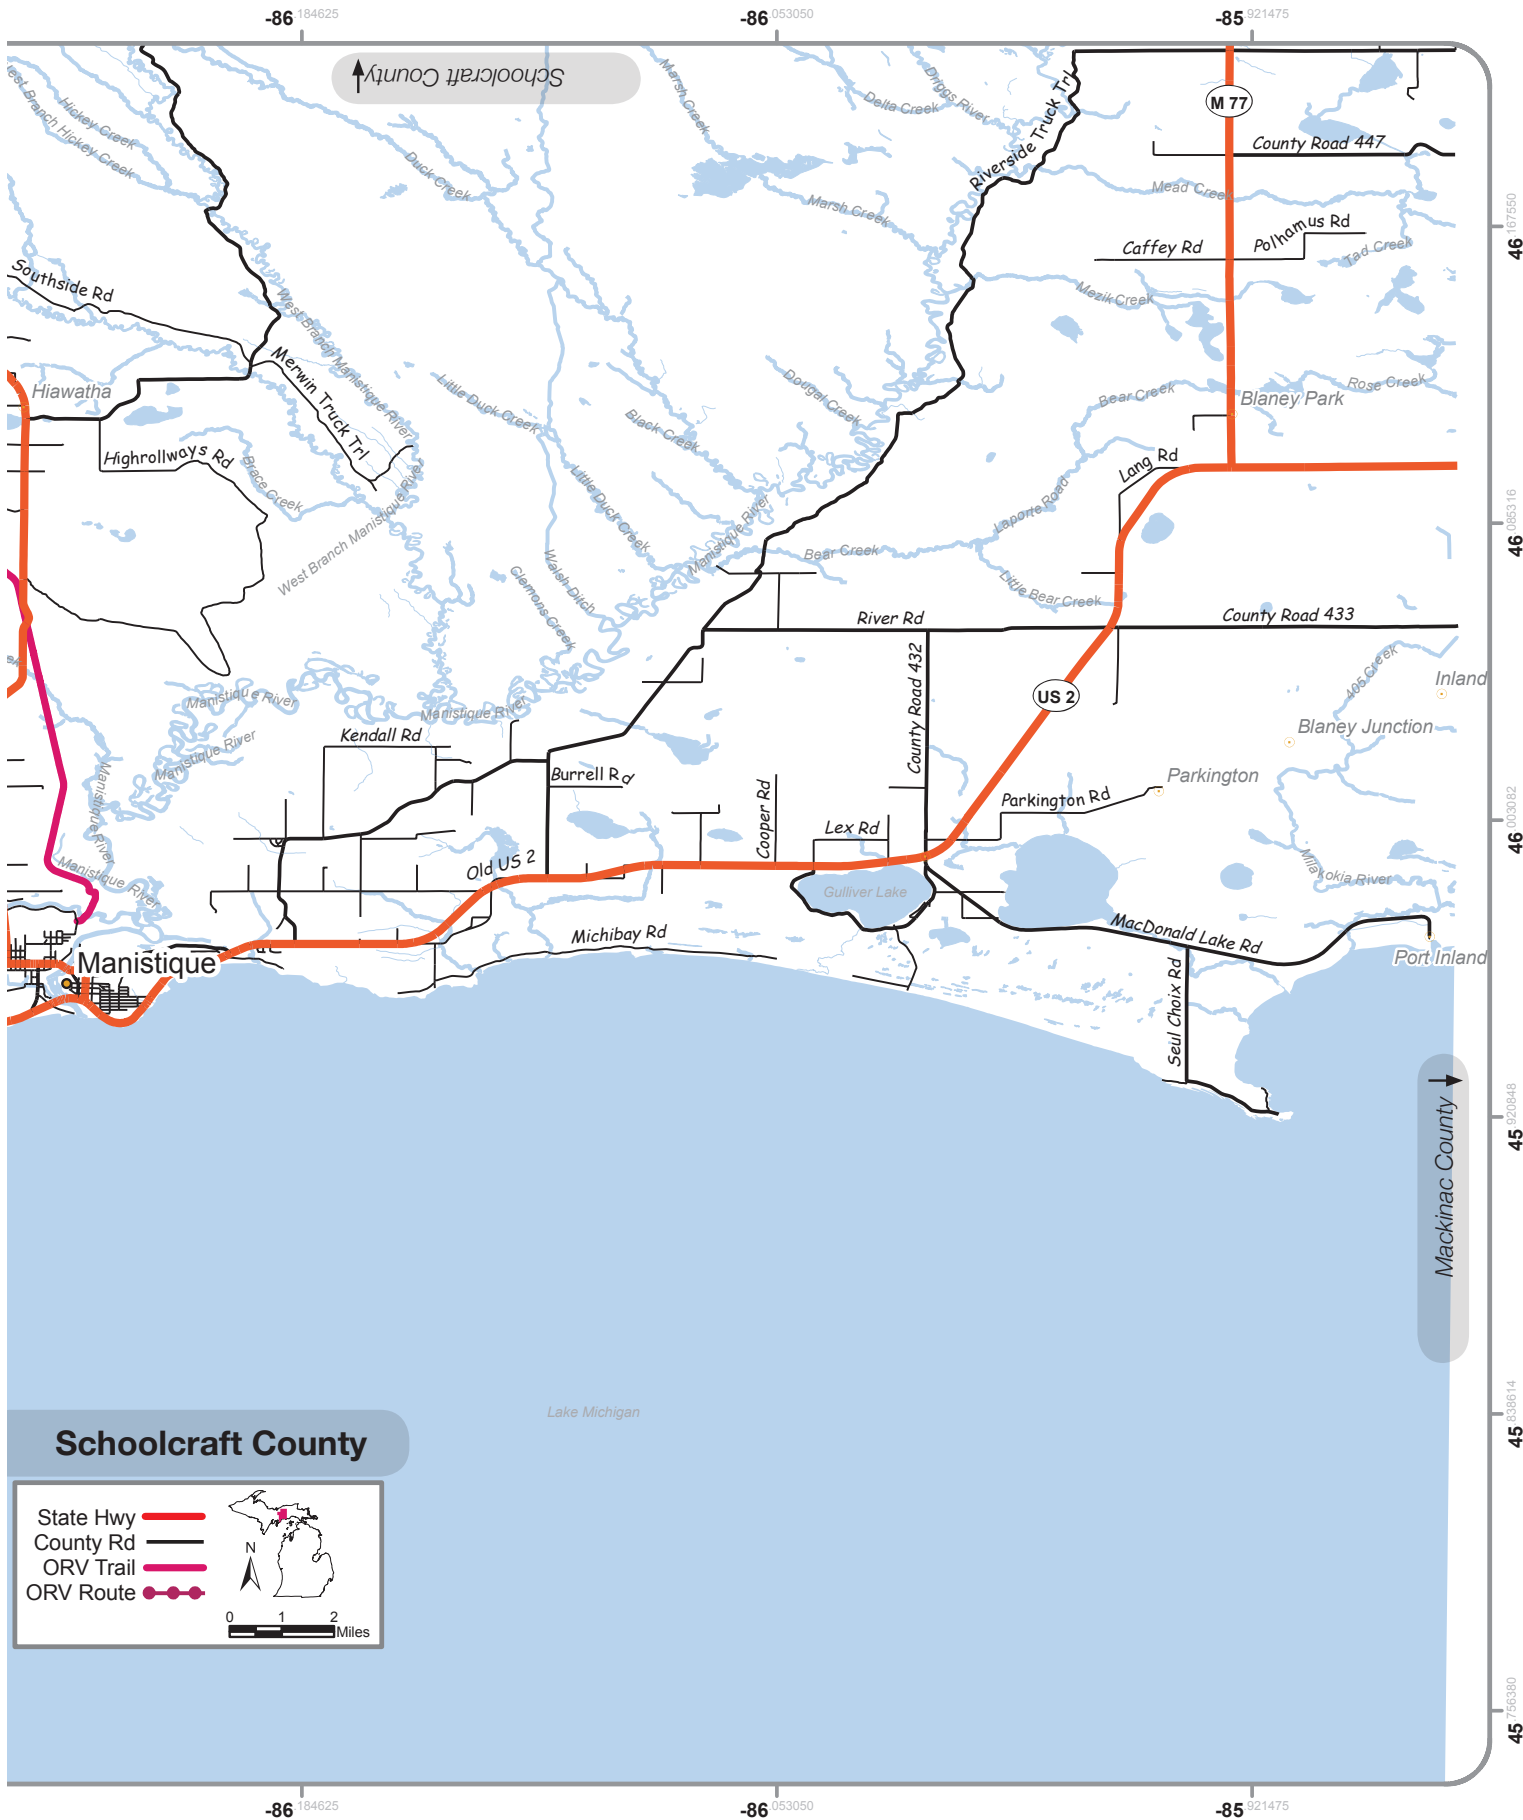 -86.184625
-86.053050
-85.921475
Schoolcraft County
Marsh Creek
Driggs River
Delta Creek
Riverside Truck Trl
M 77
County Road 447
Hickey Creek
West Branch Hickey Creek
Duck Creek
Marsh Creek
Mead Creek
Caffey Rd
Polhamus Rd
Tad Creek
46.167550
Southside Rd
Mezik Creek
West Branch Manistique River
Merwin Truck Trl
Hiawatha
Little Duck Creek
Dougal Creek
Black Creek
Bear Creek
Rose Creek
Blaney Park
Highrollways Rd
Brace Creek
Lang Rd
Little Duck Creek
Laporte Road
West Branch Manistique River
Manistique River
46.085316
Walsh Ditch
Clemons Creek
Bear Creek
Little Bear Creek
River Rd
County Road 433
County Road 432
405 Creek
Inland
US 2
Manistique River
Manistique River
Manistique River
Kendall Rd
Blaney Junction
Burrell Rd
Cooper Rd
Parkington
Parkington Rd
Manistique River
46.003082
Lex Rd
Old US 2
Milakokia River
Manistique River
Gulliver Lake
Michibay Rd
MacDonald Lake Rd
Port Inland
Manistique
Seul Choix Rd
45.920848
Mackinac County
Lake Michigan
45.838614
Schoolcraft County
State Hwy
County Rd
ORV Trail
ORV Route
N
0 1 2
Miles
45.756380
-86.184625
-86.053050
-85.921475